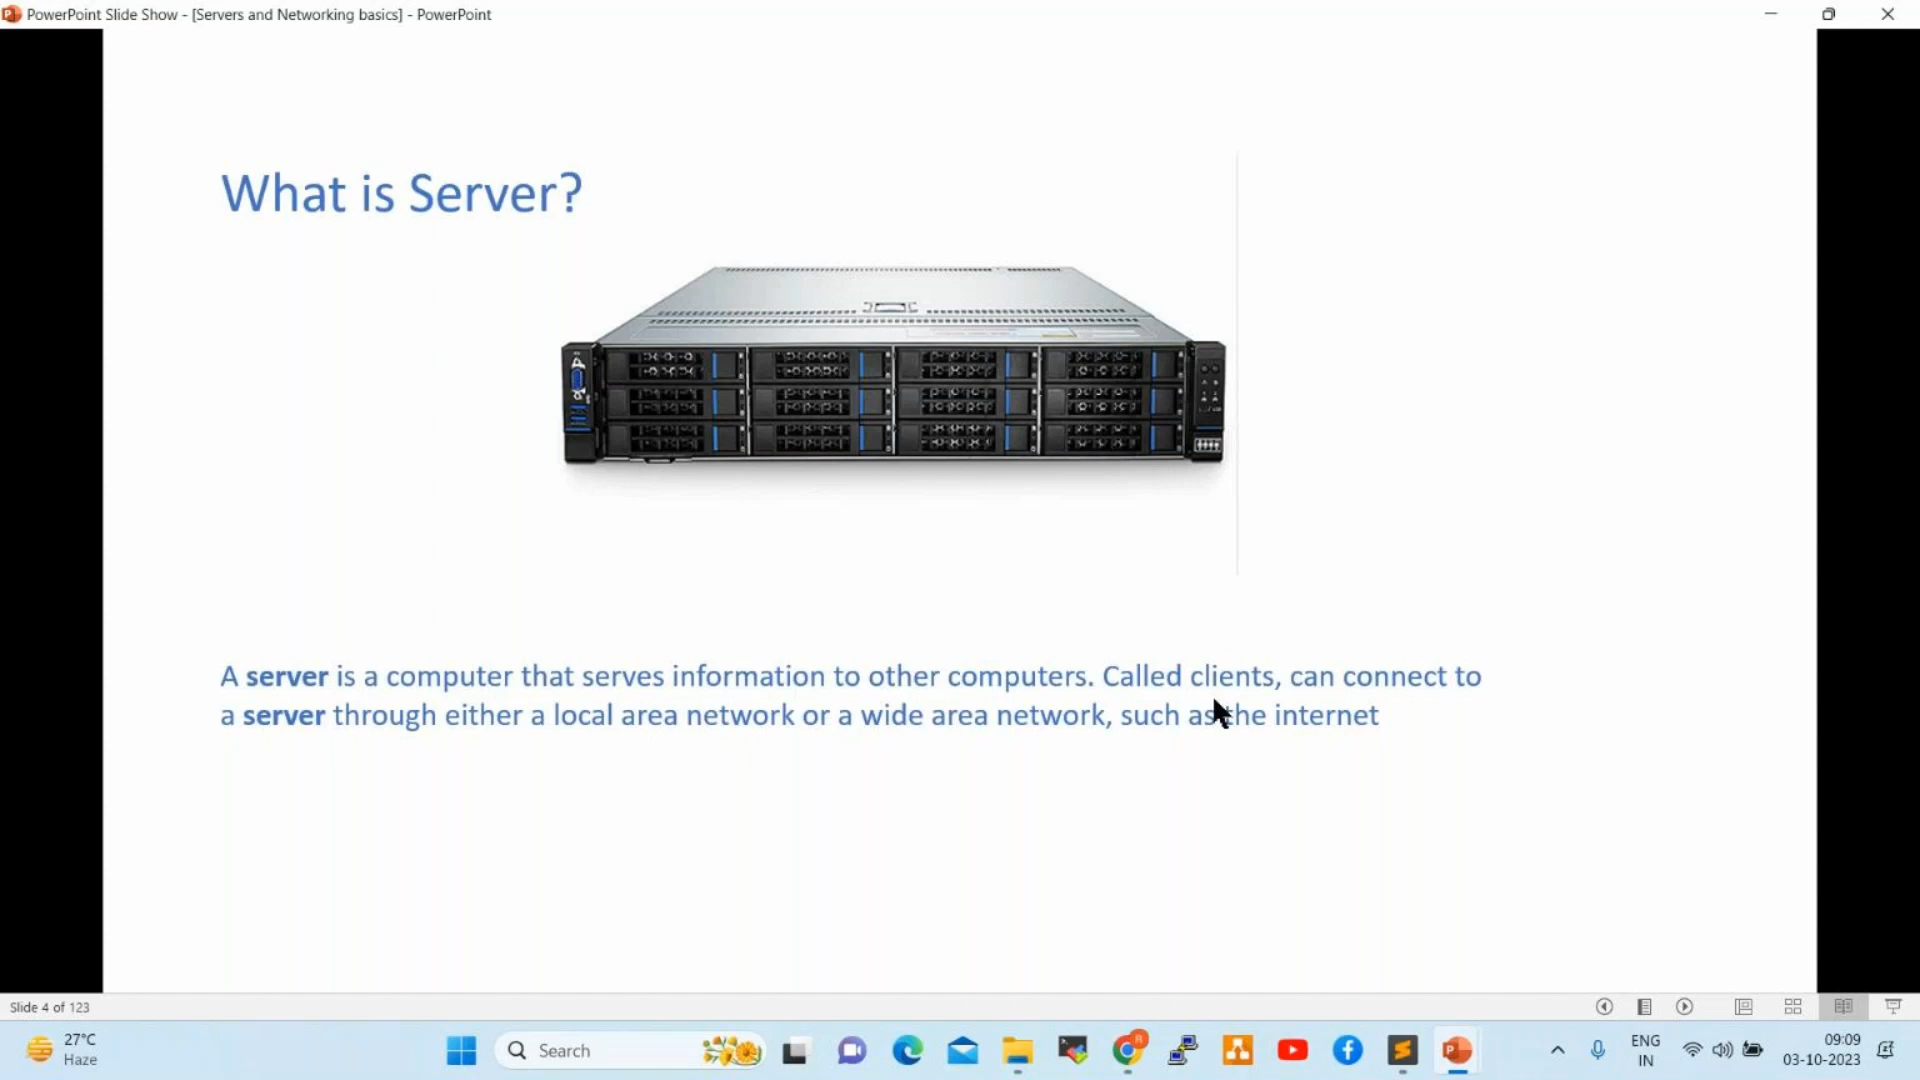 PowerPoint Slide Show - [Servers and Networking basics] - PowerPoint
What is Server?
A server is a computer that serves information to other computers. Called clients, can connect to
a server through either a local area network or a wide area network, such as the internet
Slide 4 of 123
27°C
Haze
Search
ENG
IN
09:09
03-10-2023